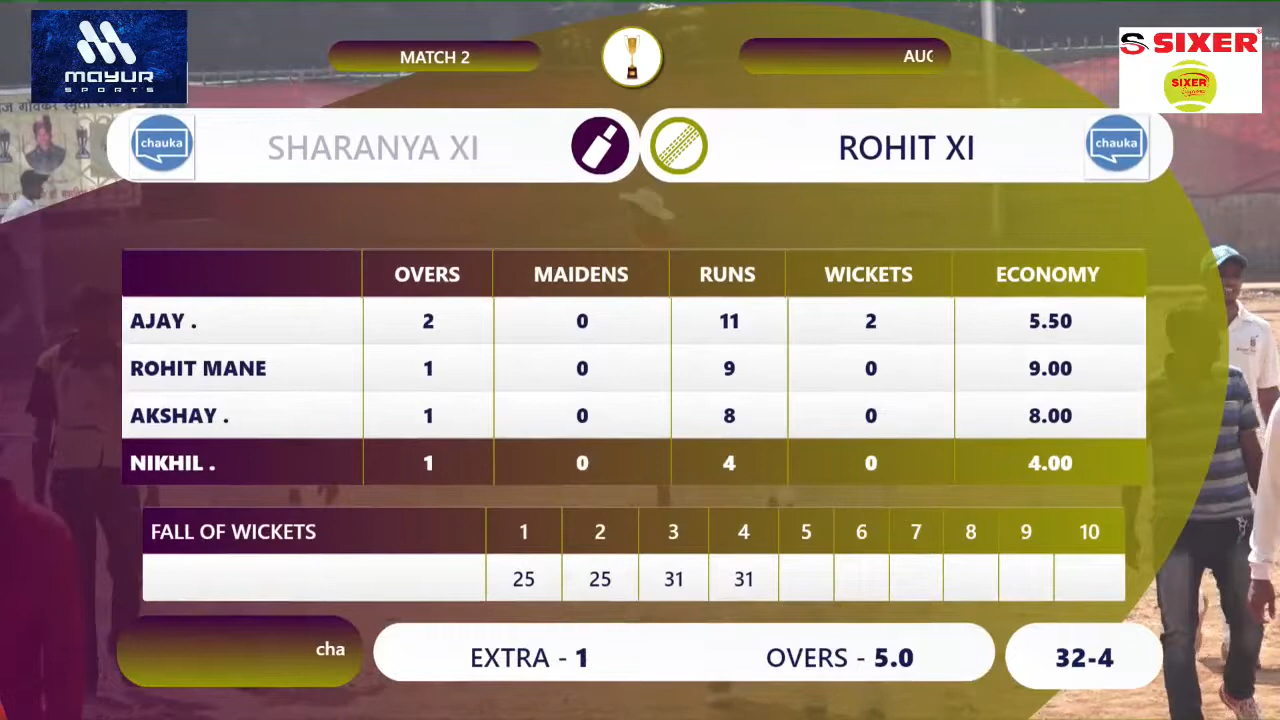 MAYUR
SPORT'S
MATCH 2
AUC
S SIXER
SIXER
chauka
SHARANYA XI
ROHIT XI
chauka
OVERS MAIDENS RUNS WICKETS ECONOMY
AJAY . 2 0 11 2 5.50
ROHIT MANE 1 0 9 0 9.00
AKSHAY . 1 0 8 0 8.00
NIKHIL . 1 0 4 0 4.00
FALL OF WICKETS 1 2 3 4 5 6 7 8 9 10
25 25 31 31
cha
EXTRA - 1 OVERS - 5.0 32-4